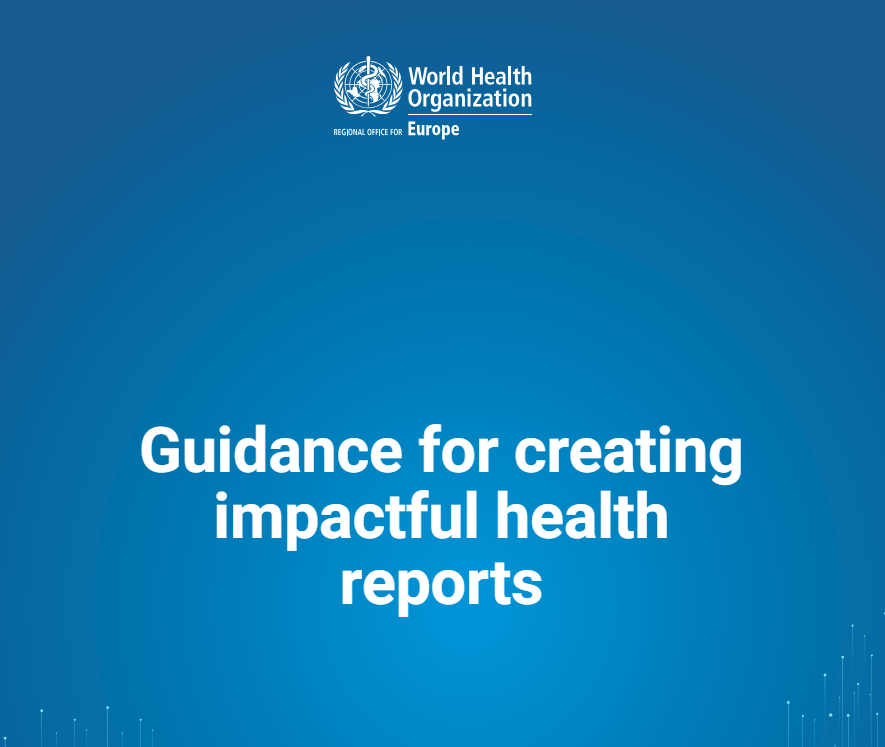 World Health
Organization
REGIONAL OFFICE FOR Europe
Guidance for creating
impactful health
reports